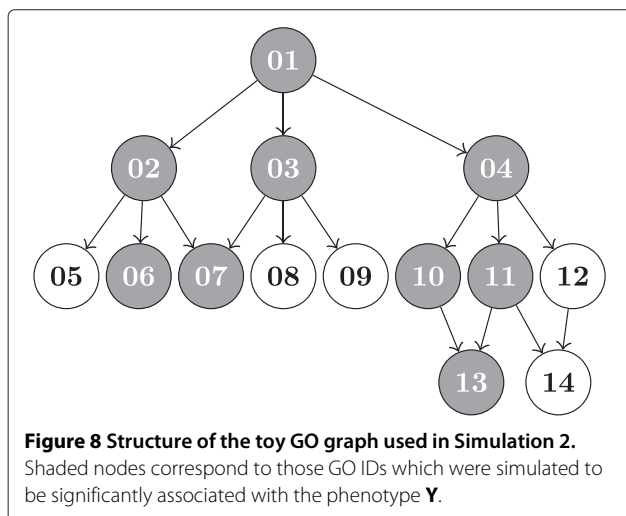 01
02 03 04
05 06 07 08 09 10 11 12
13 14
Figure 8 Structure of the toy GO graph used in Simulation 2.
Shaded nodes correspond to those GO IDs which were simulated to
be significantly associated with the phenotype Y.